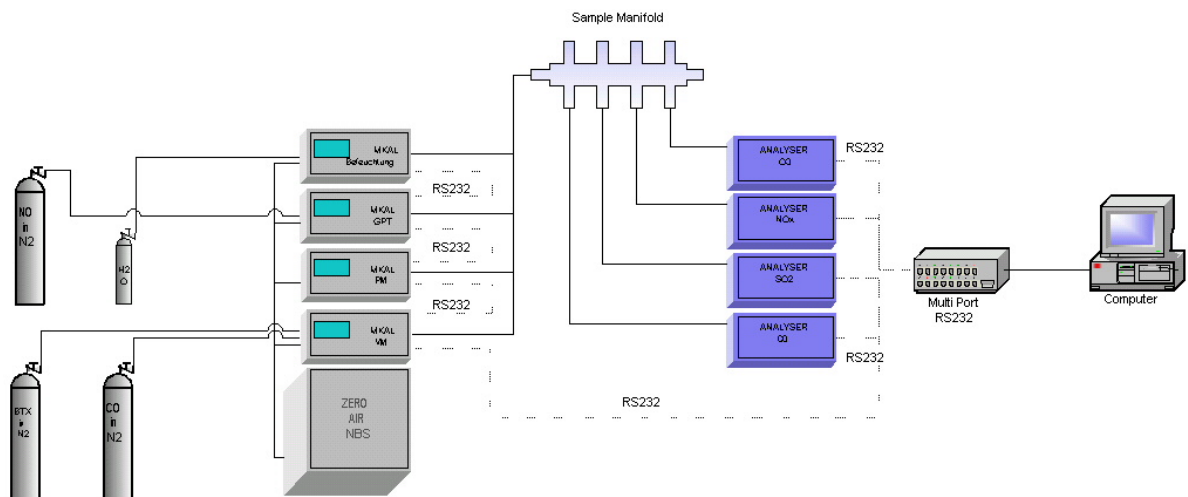 Sample Manifold
MKAL
Befeuchtung
RS232
MKAL
GPT
RS232
MKAL
PM
RS232
MKAL
VM
ZERO
AIR
NBS
NO
in
N2
H2
O
BTX
in
N2
CO
in
N2
ANALYSER
RS232
ANALYSER
NOx
ANALYSER
SO2
ANALYSER
RS232
RS232
Multi Port
RS232
Computer